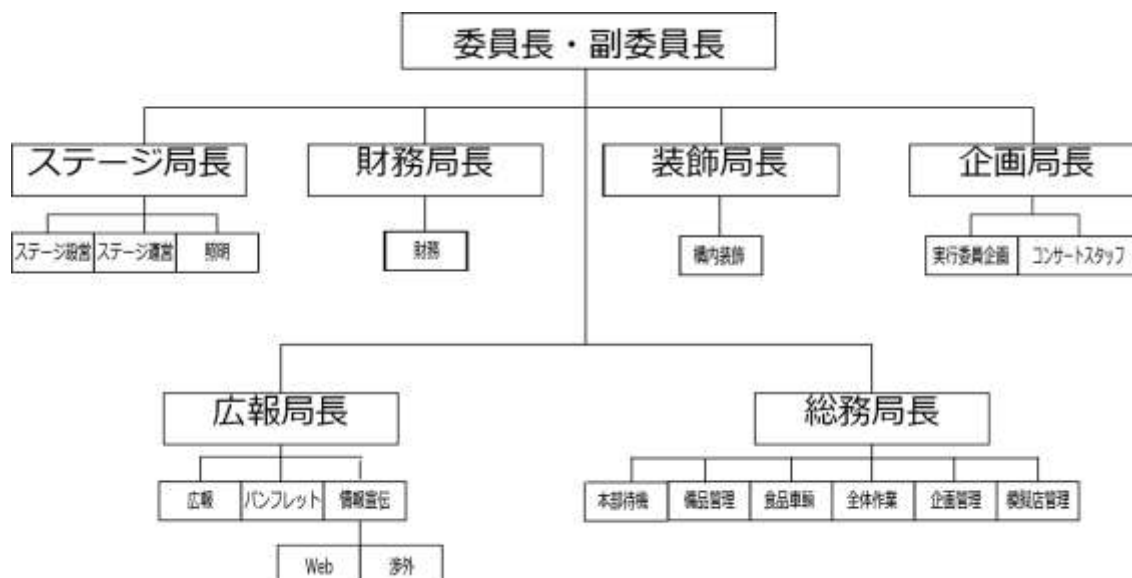 委員長・副委員長
ステージ局長
財務局長
装飾局長
企画局長
ステージ設営
ステージ運営
照明
財務
構内装飾
実行委員企画
コンサートスタッフ
広報局長
総務局長
広報
パンフレット
情報宣伝
本部待機
備品管理
食品車輌
全体作業
企画管理
模擬店管理
Web
渉外